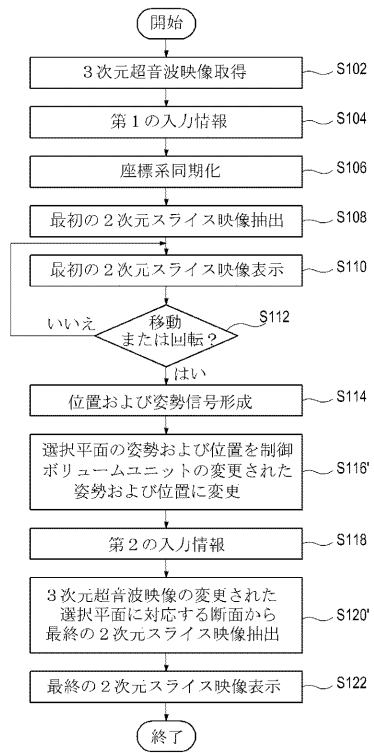 開始
3次元超音波映像取得
S102
第1の入力情報
S104
座標系同期化
S106
最初の2次元スライス映像抽出
S108
最初の2次元スライス映像表示
S110
移動
または回転?
S112
いいえ
はい
位置および姿勢信号形成
S114
選択平面の姿勢および位置を制御
ボリュームユニットの変更された
姿勢および位置に変更
S116'
第2の入力情報
S118
3次元超音波映像の変更された
選択平面に対応する断面から
最終の2次元スライス映像抽出
S120'
最終の2次元スライス映像表示
S122
終了